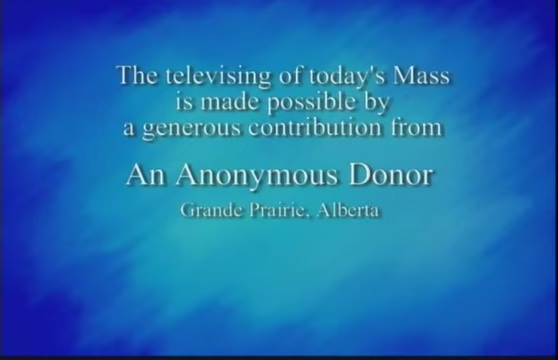 The televising of today's Mass
is made possible by
a generous contribution from
An Anonymous Donor
Grande Prairie, Alberta